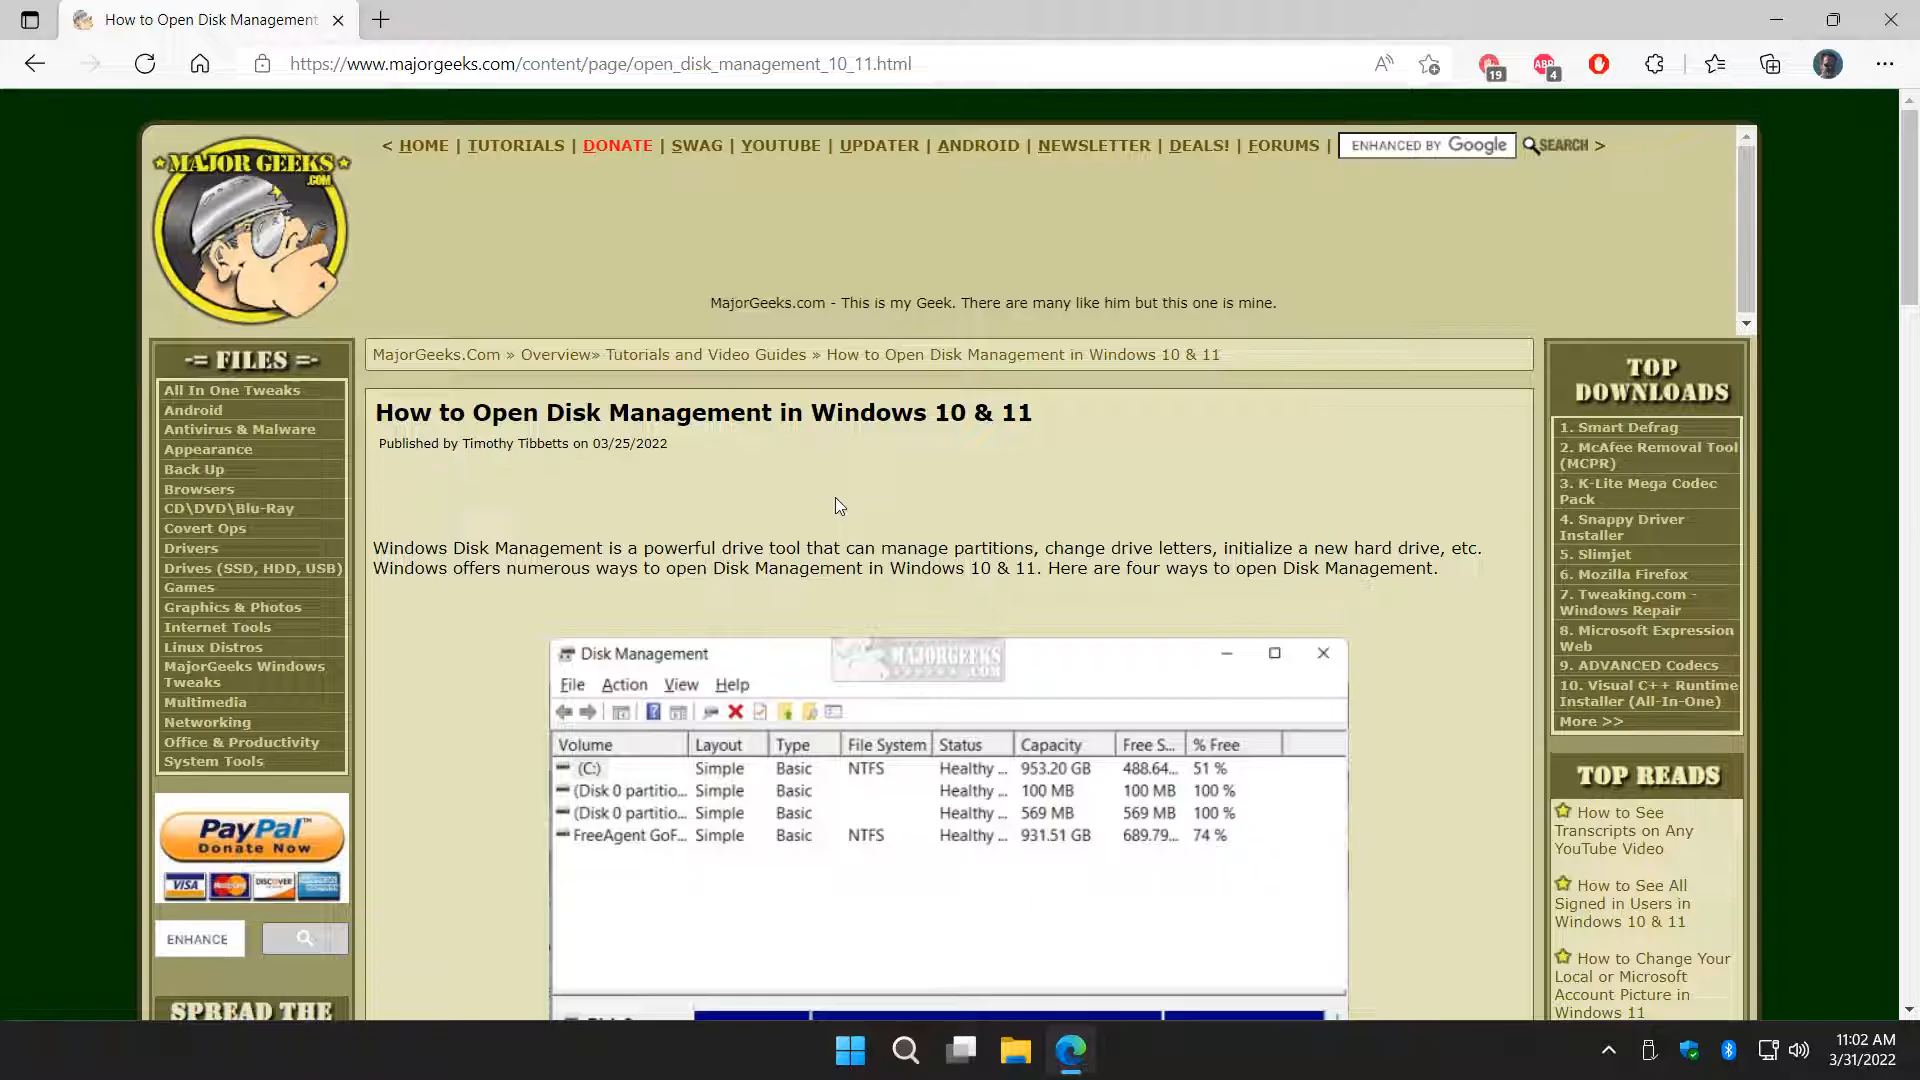 How to Open Disk Management
https://www.majorgeeks.com/content/page/open_disk_management_10_11.html
19
ABP
4
MAJOR GEEKS
.COM
< HOME | TUTORIALS | DONATE | SWAG | YOUTUBE | UPDATER | ANDROID | NEWSLETTER | DEALS! | FORUMS | ENHANCED BY Google SEARCH >
MajorGeeks.com - This is my Geek. There are many like him but this one is mine.
-= FILES =-
All In One Tweaks
Android
Antivirus & Malware
Appearance
Back Up
Browsers
CD\DVD\Blu-Ray
Covert Ops
Drivers
Drives (SSD, HDD, USB)
Games
Graphics & Photos
Internet Tools
Linux Distros
MajorGeeks Windows
Tweaks
Multimedia
Networking
Office & Productivity
System Tools
PayPal™
Donate Now
VISA MasterCard DISCOVER
ENHANCE
SPREAD THE
MajorGeeks.Com » Overview» Tutorials and Video Guides » How to Open Disk Management in Windows 10 & 11
How to Open Disk Management in Windows 10 & 11
Published by Timothy Tibbetts on 03/25/2022
Windows Disk Management is a powerful drive tool that can manage partitions, change drive letters, initialize a new hard drive, etc.
Windows offers numerous ways to open Disk Management in Windows 10 & 11. Here are four ways to open Disk Management.
Disk Management
MAJORGEEKS
.COM
File Action View Help
Volume Layout Type File System Status Capacity Free S... % Free
(C:) Simple Basic NTFS Healthy ... 953.20 GB 488.64... 51 %
(Disk 0 partitio... Simple Basic Healthy ... 100 MB 100 MB 100 %
(Disk 0 partitio... Simple Basic Healthy ... 569 MB 569 MB 100 %
FreeAgent GoF... Simple Basic NTFS Healthy ... 931.51 GB 689.79... 74 %
TOP
DOWNLOADS
1. Smart Defrag
2. McAfee Removal Tool
(MCPR)
3. K-Lite Mega Codec
Pack
4. Snappy Driver
Installer
5. Slimjet
6. Mozilla Firefox
7. Tweaking.com -
Windows Repair
8. Microsoft Expression
Web
9. ADVANCED Codecs
10. Visual C++ Runtime
Installer (All-In-One)
More >>
TOP READS
How to See
Transcripts on Any
YouTube Video
How to See All
Signed in Users in
Windows 10 & 11
How to Change Your
Local or Microsoft
Account Picture in
Windows 11
11:02 AM
3/31/2022